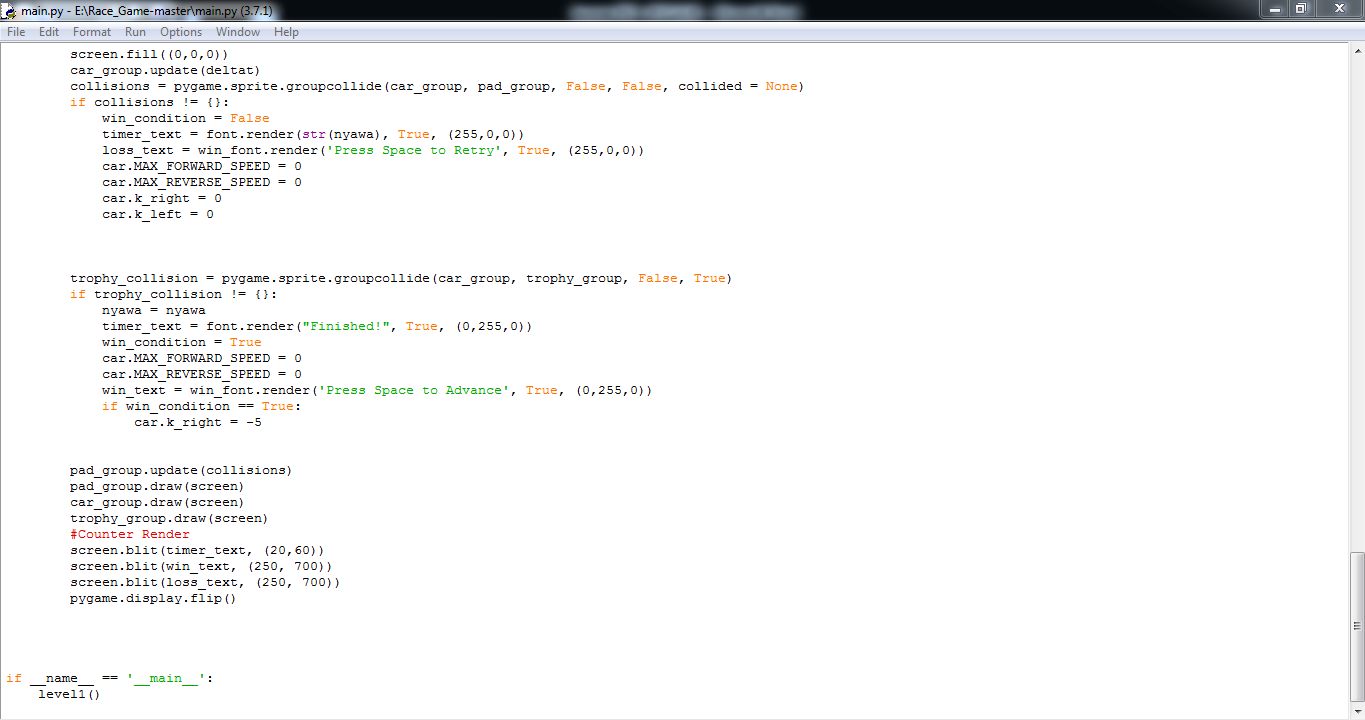 main.py - E:\Race_Game-master\main.py (3.7.1)
File Edit Format Run Options Window Help
screen.fill((0,0,0))
car_group.update(deltat)
collisions = pygame.sprite.groupcollide(car_group, pad_group, False, False, collided = None)
if collisions != {}:
win_condition = False
timer_text = font.render(str(nyawa), True, (255,0,0))
loss_text = win_font.render('Press Space to Retry', True, (255,0,0))
car.MAX_FORWARD_SPEED = 0
car.MAX_REVERSE_SPEED = 0
car.k_right = 0
car.k_left = 0
trophy_collision = pygame.sprite.groupcollide(car_group, trophy_group, False, True)
if trophy_collision != {}:
nyawa = nyawa
timer_text = font.render("Finished!", True, (0,255,0))
win_condition = True
car.MAX_FORWARD_SPEED = 0
car.MAX_REVERSE_SPEED = 0
win_text = win_font.render('Press Space to Advance', True, (0,255,0))
if win_condition == True:
car.k_right = -5
pad_group.update(collisions)
pad_group.draw(screen)
car_group.draw(screen)
trophy_group.draw(screen)
#Counter Render
screen.blit(timer_text, (20,60))
screen.blit(win_text, (250, 700))
screen.blit(loss_text, (250, 700))
pygame.display.flip()
if __name__ == '__main__':
level1()